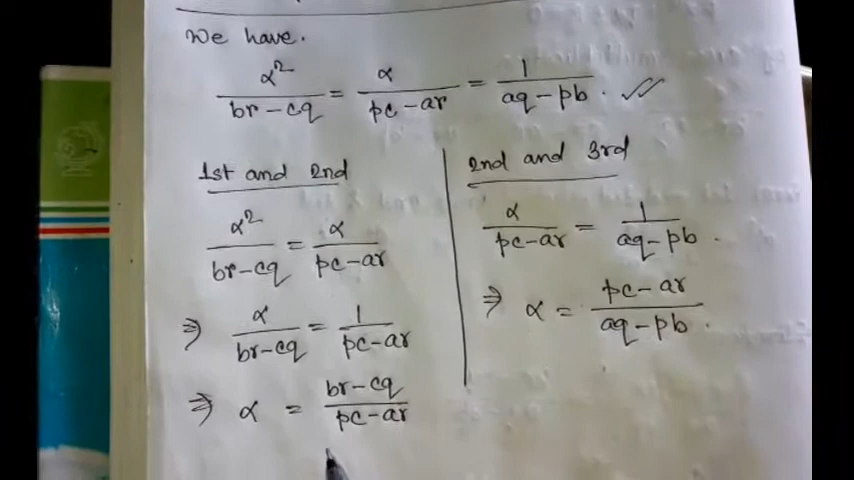 We have.
α²/(br-cq) = α/(pc-ar) = 1/(aq-pb).
1st and 2nd
α²/(br-cq) = α/(pc-ar)
⇒ α/(br-cq) = 1/(pc-ar)
⇒ α = (br-cq)/(pc-ar)
2nd and 3rd
α/(pc-ar) = 1/(aq-pb).
⇒ α = (pc-ar)/(aq-pb).